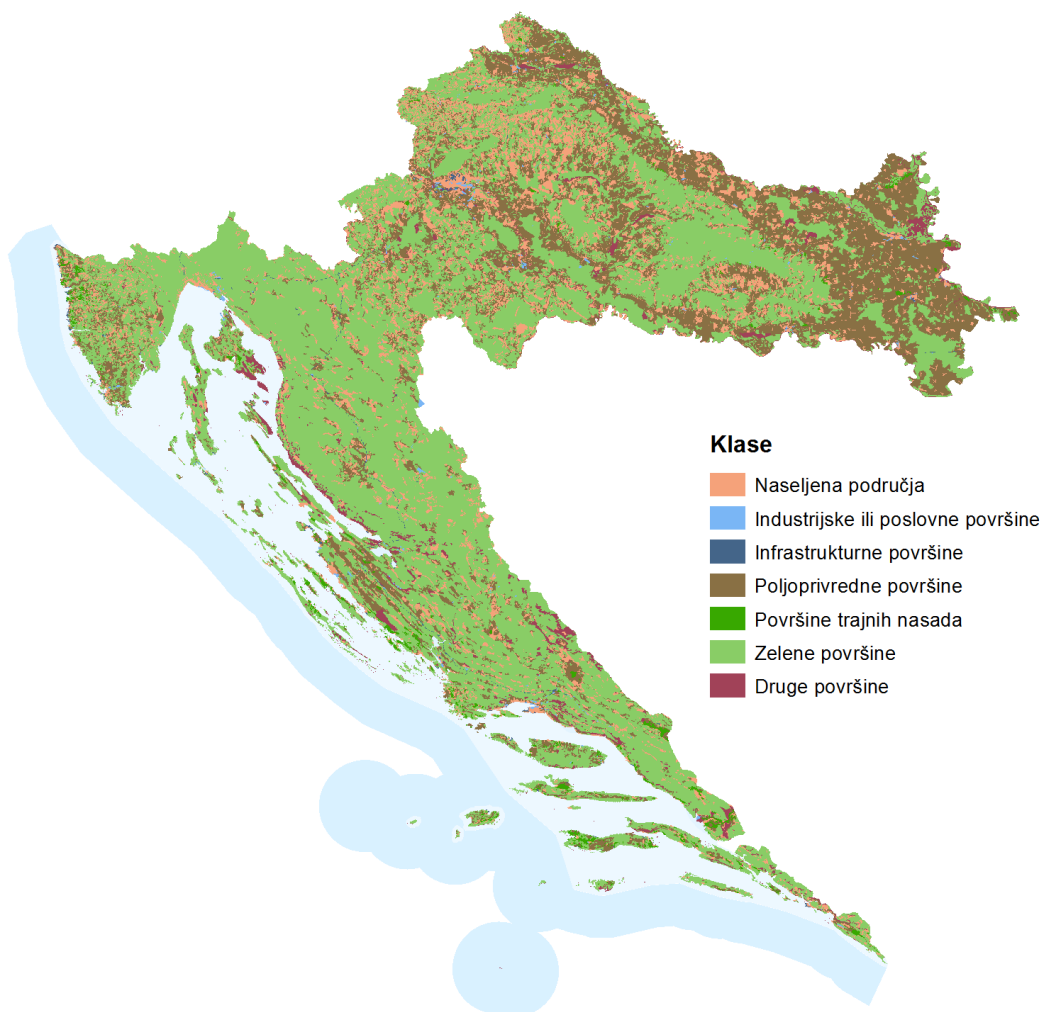 Klase
Naseljena područja
Industrijske ili poslovne površine
Infrastrukturne površine
Poljoprivredne površine
Površine trajnih nasada
Zelene površine
Druge površine